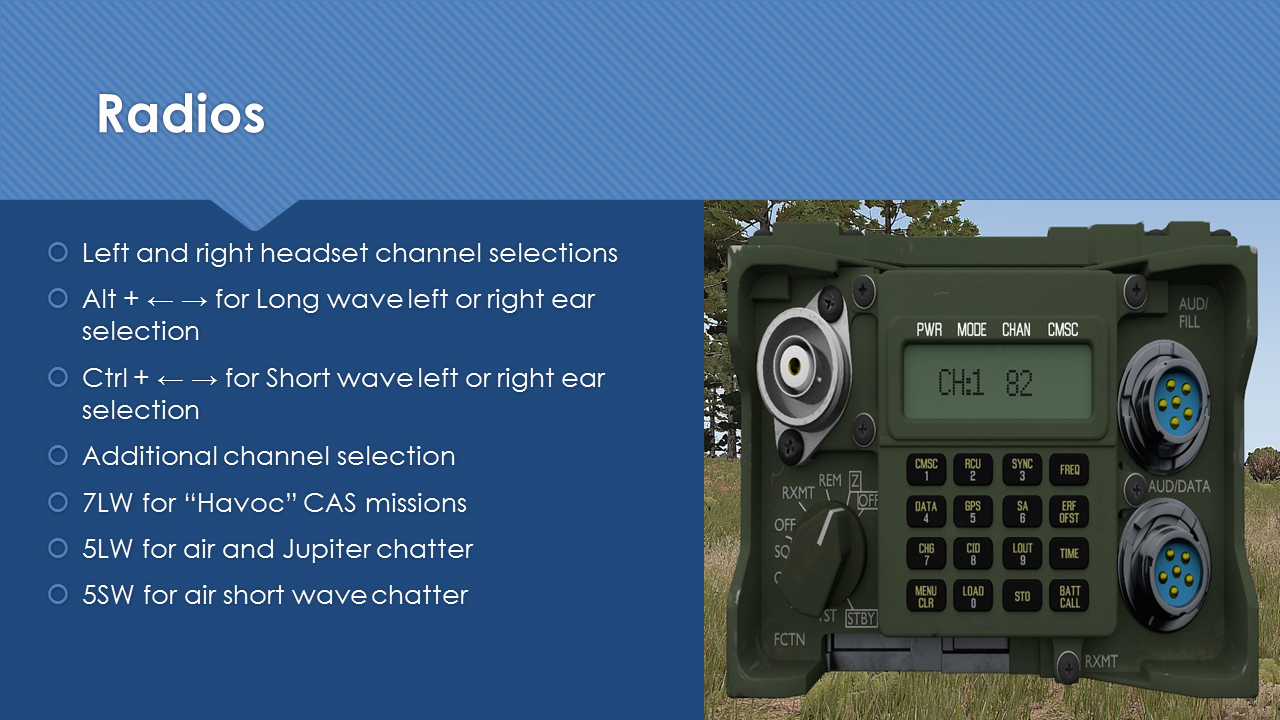 Radios
Left and right headset channel selections
Alt + ← → for Long wave left or right ear
selection
Ctrl + ← → for Short wave left or right ear
selection
Additional channel selection
7LW for “Havoc” CAS missions
5LW for air and Jupiter chatter
5SW for air short wave chatter
AUD/
FILL
PWR MODE CHAN CMSC
CH:1 82
CMSC
1
RCU
2
SYNC
3
FREQ
DATA
4
GPS
5
SA
6
ERF
OFST
CHG
7
CID
8
LOUT
9
TIME
MENU
CLR
LOAD
0
STO
BATT
CALL
AUD/DATA
REM
Z
RXMT
OFF
OFF
STBY
FCTN
RXMT